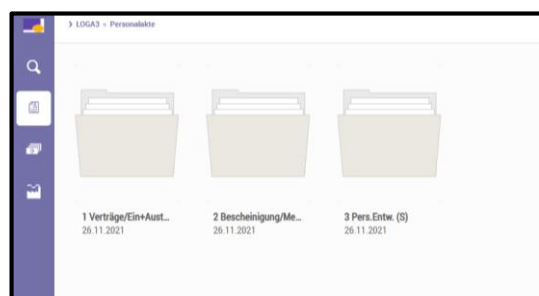 ❯ LOGA3 « Personalakte
1 Verträge/Ein+Aust...
26.11.2021
2 Bescheinigung/Me...
26.11.2021
3 Pers.Entw. (S)
26.11.2021